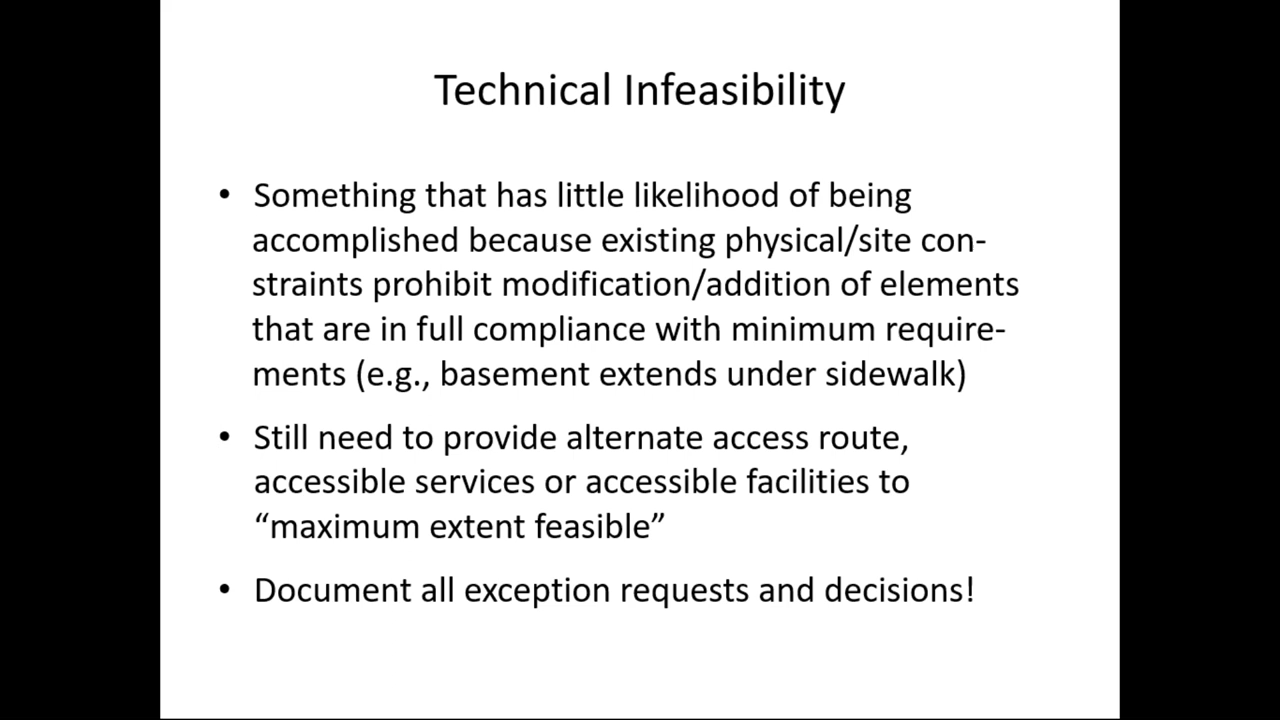 Technical Infeasibility
• Something that has little likelihood of being
accomplished because existing physical/site con-
straints prohibit modification/addition of elements
that are in full compliance with minimum require-
ments (e.g., basement extends under sidewalk)
• Still need to provide alternate access route,
accessible services or accessible facilities to
“maximum extent feasible”
• Document all exception requests and decisions!